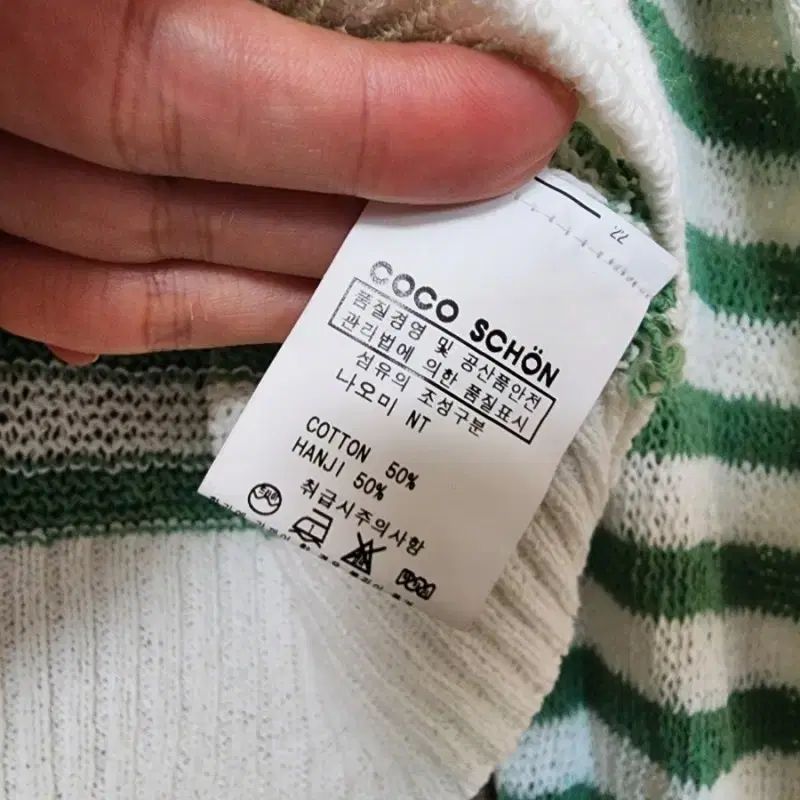 COCO SCHÖN
품질경영 및 공산품안전
관리법에 의한 품질표시
섬유의 조성구분
나오미 NT
COTTON 50%
HANJI 50%
취급시주의사항